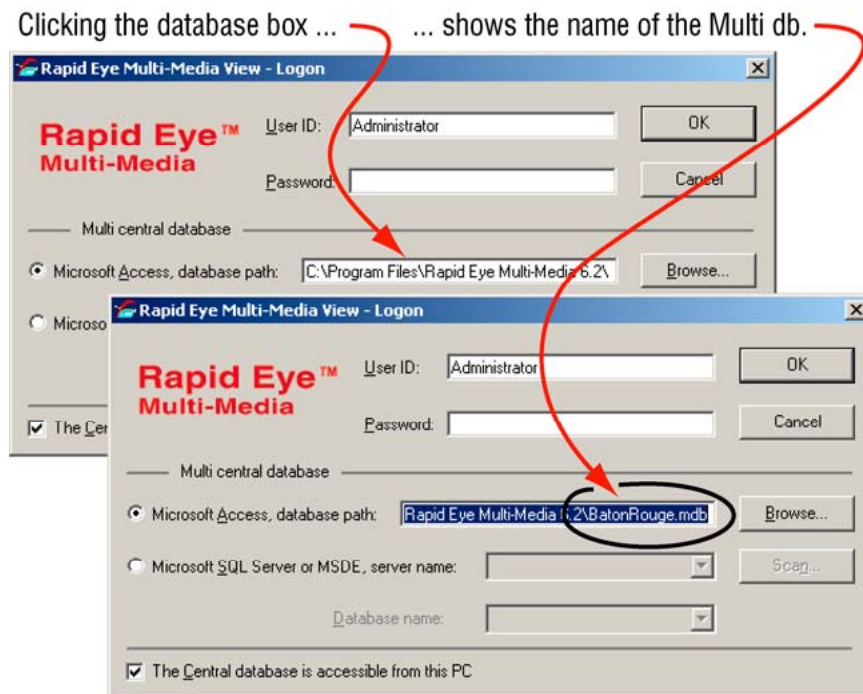 Clicking the database box ... ... shows the name of the Multi db.
Rapid Eye Multi-Media View - Logon
Rapid Eye™
Multi-Media
User ID: Administrator
OK
Password:
Cancel
Multi central database
Microsoft Access, database path: C:\Program Files\Rapid Eye Multi-Media 6.2\
Browse...
Microso
The Cen
Rapid Eye Multi-Media View - Logon
Rapid Eye™
Multi-Media
User ID: Administrator
OK
Password:
Cancel
Multi central database
Microsoft Access, database path: Rapid Eye Multi-Media 6.2\BatonRouge.mdb
Browse...
Microsoft SQL Server or MSDE, server name:
Scan...
Database name:
The Central database is accessible from this PC